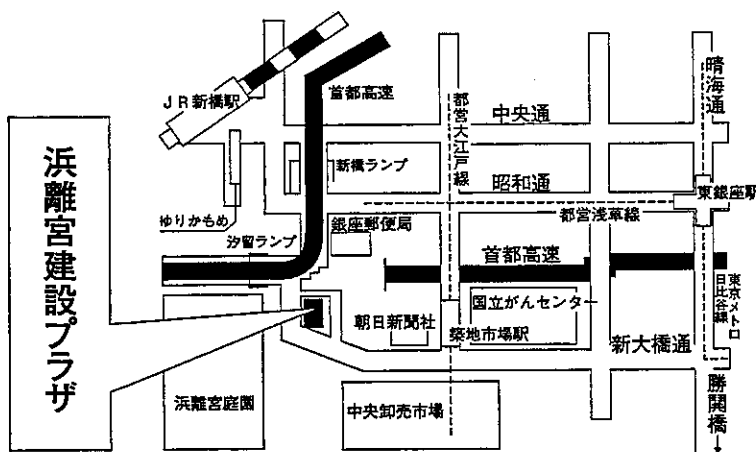 浜離宮建設プラザ
JR新橋駅
首都高速
都営大江戸線
中央通
晴海通
新橋ランプ
昭和通
東銀座駅
ゆりかもめ
汐留ランプ
銀座郵便局
都営浅草線
首都高速
国立がんセンター
東京メトロ
日比谷線
朝日新聞社
築地市場駅
新大橋通
浜離宮庭園
中央卸売市場
勝鬨橋